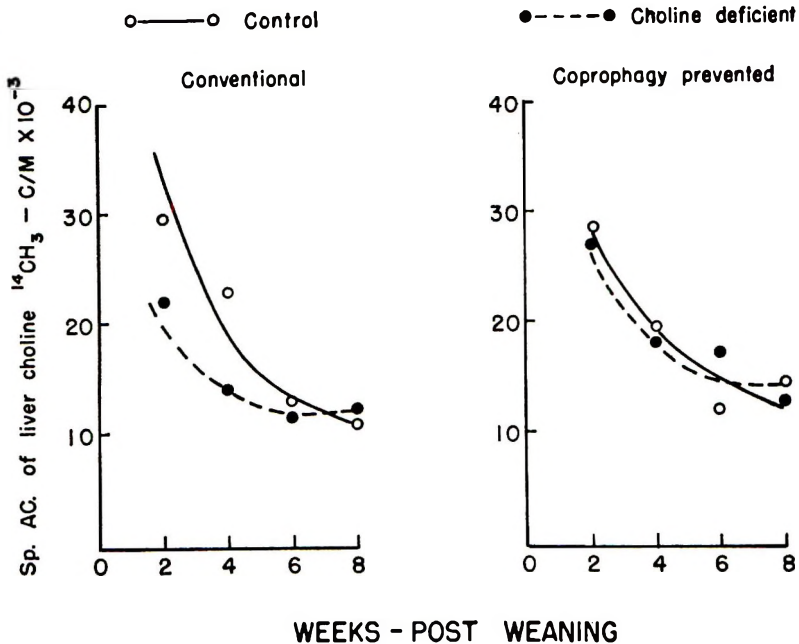 Control
Choline deficient
Conventional
Coprophagy prevented
Sp. AC. of liver choline ¹⁴CH₃ – C/M X 10⁻³
40
30
20
10
0 2 4 6 8
40
30
20
10
0 2 4 6 8
WEEKS - POST WEANING